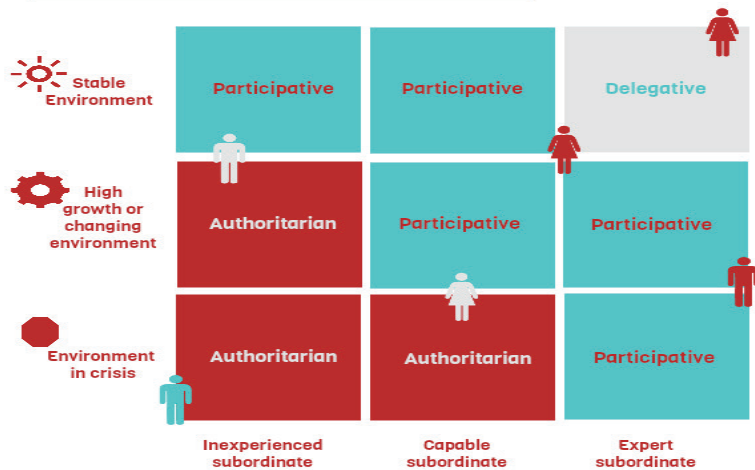 Stable
Environment
Participative
Participative
Delegative
High
growth or
changing
environment
Authoritarian
Participative
Participative
Environment
in crisis
Authoritarian
Authoritarian
Participative
Inexperienced
subordinate
Capable
subordinate
Expert
subordinate